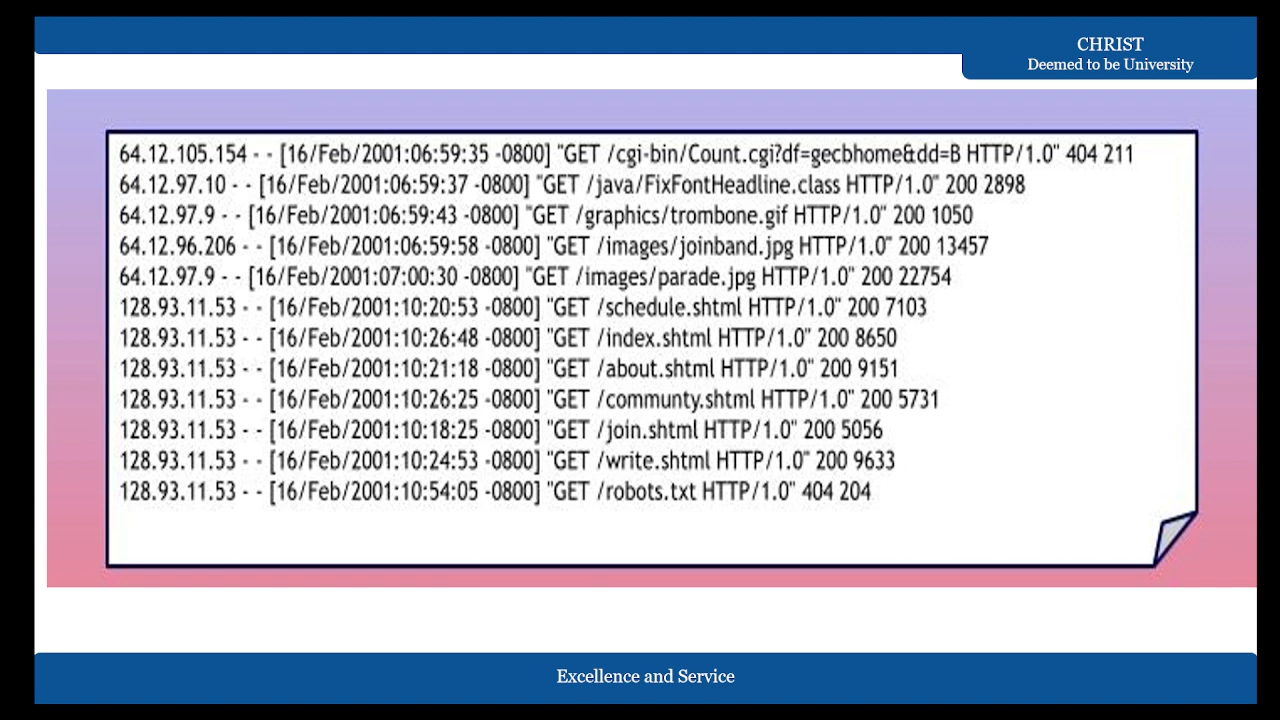 CHRIST
Deemed to be University
64.12.105.154 - - [16/Feb/2001:06:59:35 -0800] "GET /cgi-bin/Count.cgi?df=gecbhome&dd=B HTTP/1.0" 404 211
64.12.97.10 - - [16/Feb/2001:06:59:37 -0800] "GET /java/FixFontHeadline.class HTTP/1.0" 200 2898
64.12.97.9 - - [16/Feb/2001:06:59:43 -0800] "GET /graphics/trombone.gif HTTP/1.0" 200 1050
64.12.96.206 - - [16/Feb/2001:06:59:58 -0800] "GET /images/joinband.jpg HTTP/1.0" 200 13457
64.12.97.9 - - [16/Feb/2001:07:00:30 -0800] "GET /images/parade.jpg HTTP/1.0" 200 22754
128.93.11.53 - - [16/Feb/2001:10:20:53 -0800] "GET /schedule.shtml HTTP/1.0" 200 7103
128.93.11.53 - - [16/Feb/2001:10:26:48 -0800] "GET /index.shtml HTTP/1.0" 200 8650
128.93.11.53 - - [16/Feb/2001:10:21:18 -0800] "GET /about.shtml HTTP/1.0" 200 9151
128.93.11.53 - - [16/Feb/2001:10:26:25 -0800] "GET /communty.shtml HTTP/1.0" 200 5731
128.93.11.53 - - [16/Feb/2001:10:18:25 -0800] "GET /join.shtml HTTP/1.0" 200 5056
128.93.11.53 - - [16/Feb/2001:10:24:53 -0800] "GET /write.shtml HTTP/1.0" 200 9633
128.93.11.53 - - [16/Feb/2001:10:54:05 -0800] "GET /robots.txt HTTP/1.0" 404 204
Excellence and Service